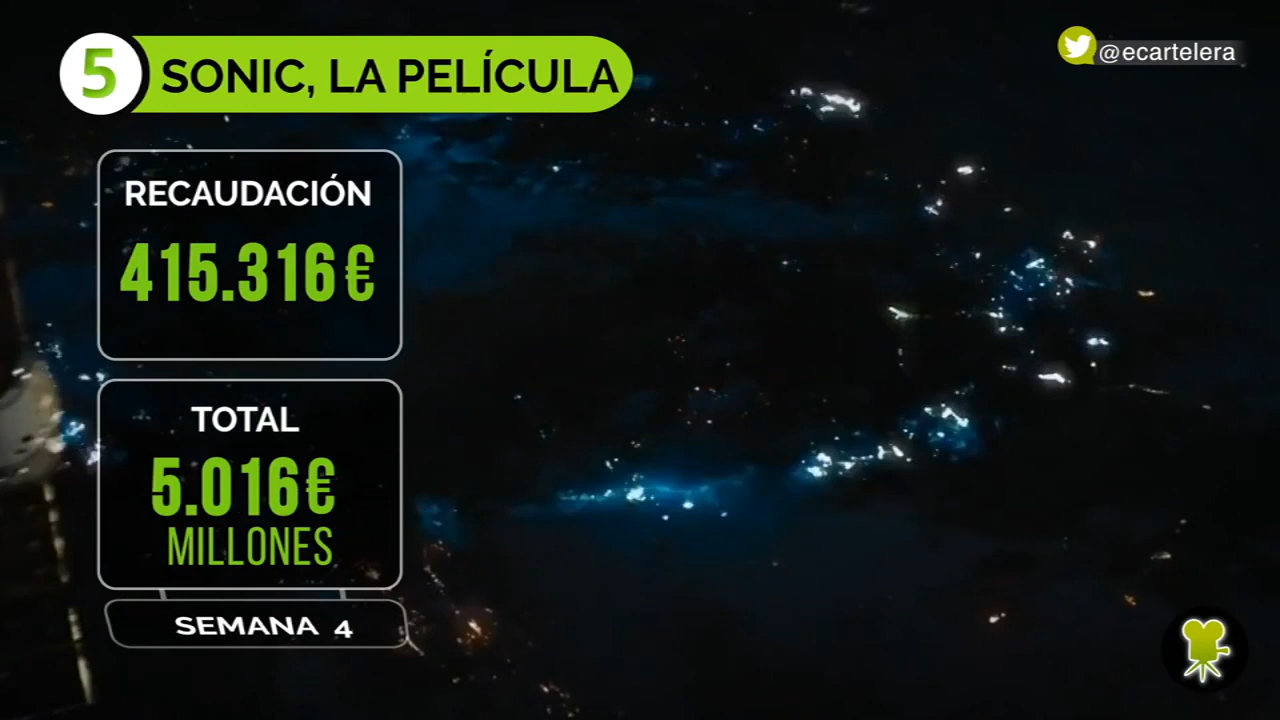 5 SONIC, LA PELÍCULA
@ecartelera
RECAUDACIÓN
415.316€
TOTAL
5.016€
MILLONES
SEMANA 4